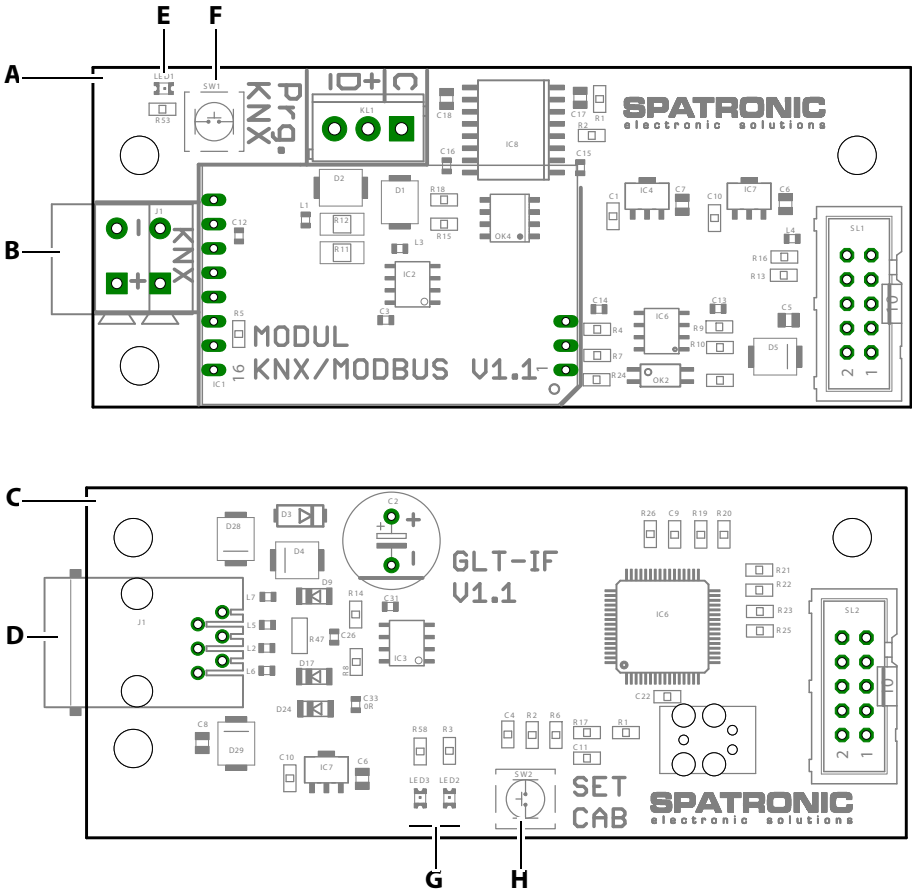 E F
A
LED1
SW1
R53
Prg.
KNX
+D|
C
KL1
C18
IC8
C17
R1
R2
SPATRONIC
electronic solutions
C16
C15
D2
D1
R18
IC4
C7
C10
IC7
C6
B
J1
KNX
− +
C12
L1
R12
R11
R15
OK4
L3
IC2
C3
C1
L4
R16
R13
SL1
10
2 1
R5
C14
R4
R7
R24
IC6
C13
R9
R10
C5
D5
OK2
MODUL
KNX/MODBUS V1.1
16
IC1
1
C
D28
D3
D4
C2
+
−
GLT-IF
V1.1
R26 C9 R19 R20
R21
R22
R23
R25
D
J1
L7
L5
L2
L6
D9
R14
C31
R47
C26
IC3
R8
D17
D24
C33
0R
IC6
C22
SL2
10
2 1
C8
D29
C10
IC7
C6
R58 R3
LED3 LED2
C4 R2 R6
R17
R1
C11
SW2
SET
CAB
SPATRONIC
electronic solutions
G H